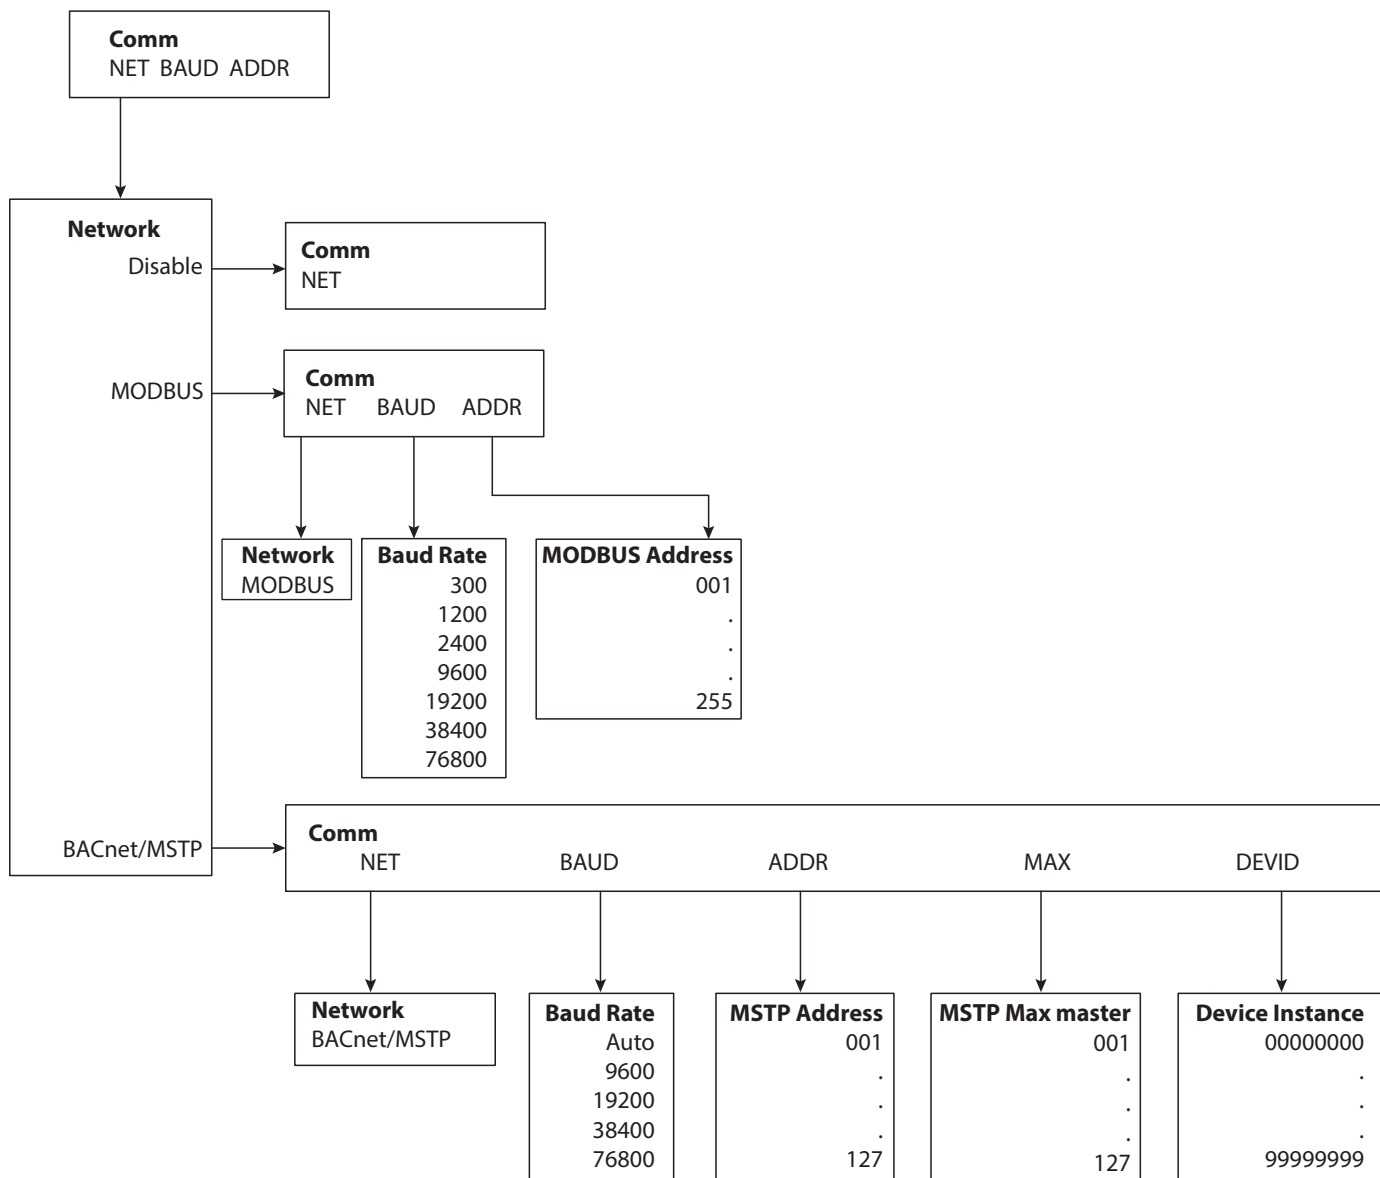 Comm
NET BAUD ADDR
Network
Disable
MODBUS
BACnet/MSTP
Comm
NET
Comm
NET BAUD ADDR
Network
MODBUS
Baud Rate
300
1200
2400
9600
19200
38400
76800
MODBUS Address
001
.
.
.
255
Comm
NET BAUD ADDR MAX DEVID
Network
BACnet/MSTP
Baud Rate
Auto
9600
19200
38400
76800
MSTP Address
001
.
.
.
127
MSTP Max master
001
.
.
.
127
Device Instance
00000000
.
.
.
99999999